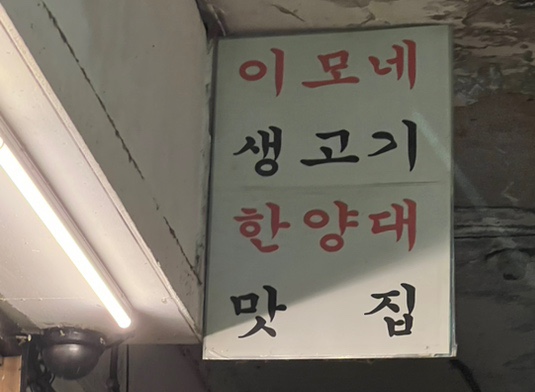 이모네
생고기
한양대
맛 집